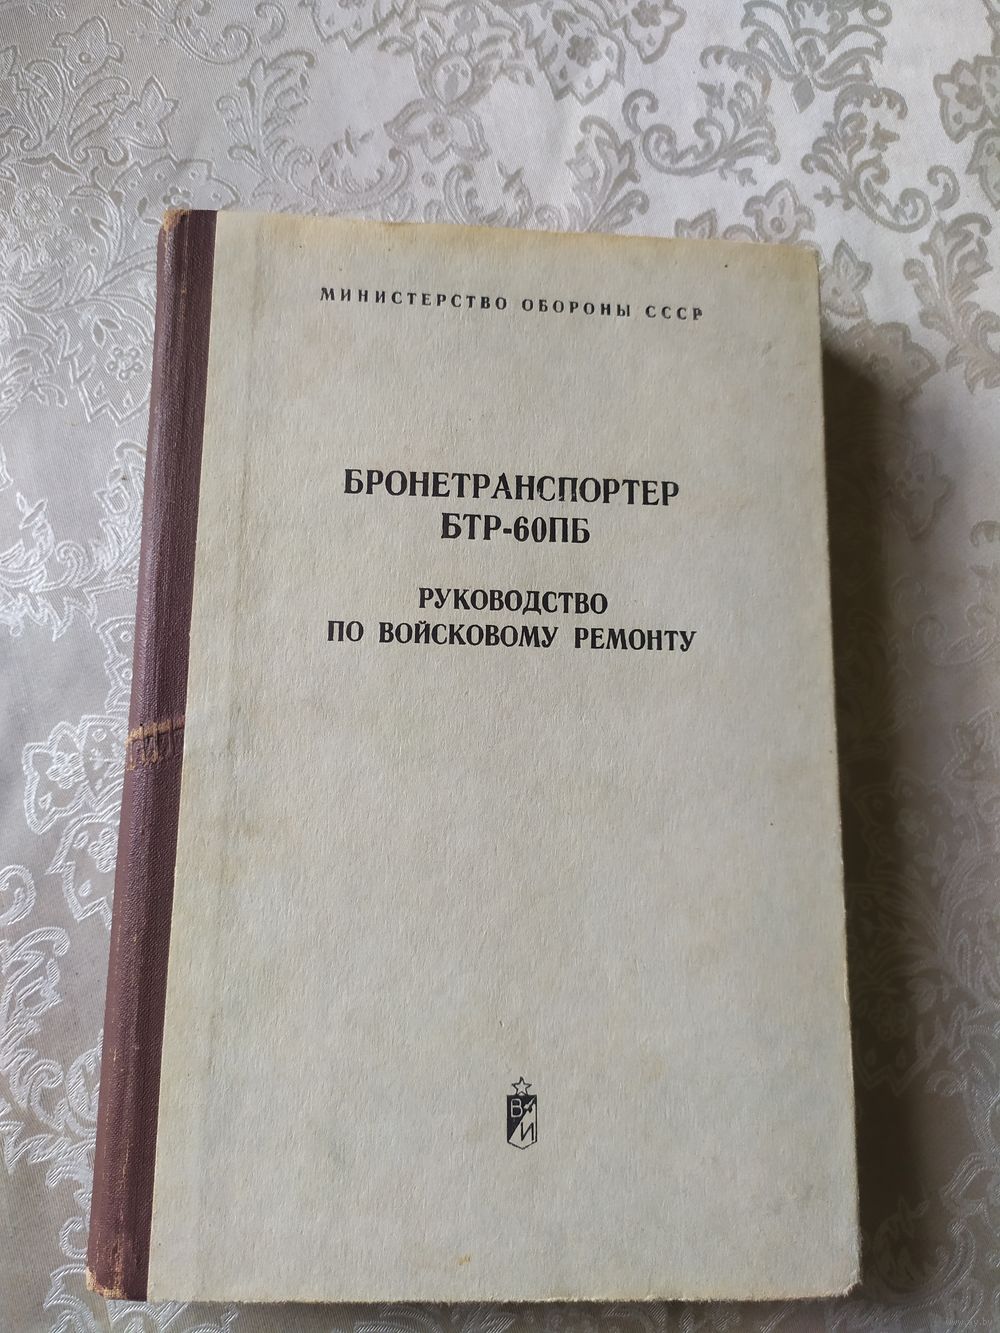 МИНИСТЕРСТВО ОБОРОНЫ СССР
БРОНЕТРАНСПОРТЕР
БТР-60ПБ
РУКОВОДСТВО
ПО ВОЙСКОВОМУ РЕМОНТУ
В
И